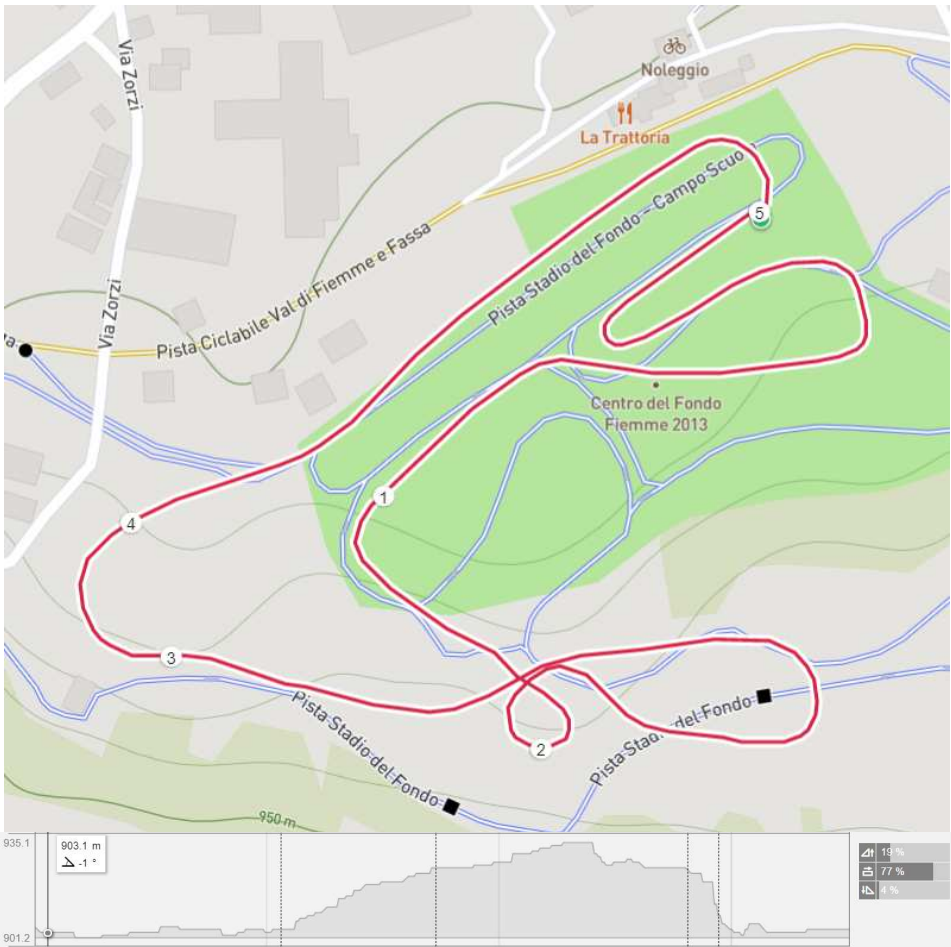 Via Zorzi
Noleggio
La Trattoria
Pista Stadio del Fondo - Campo Scuo
5
Pista Ciclabile Val di Fiemme e Fassa
Via Zorzi
ta
Centro del Fondo
Fiemme 2013
1
4
3
Pista Stadio del Fondo
Pista Stad del Fondo
2
950 m
935.1
903.1 m
-1 °
19 %
77 %
4 %
901.2